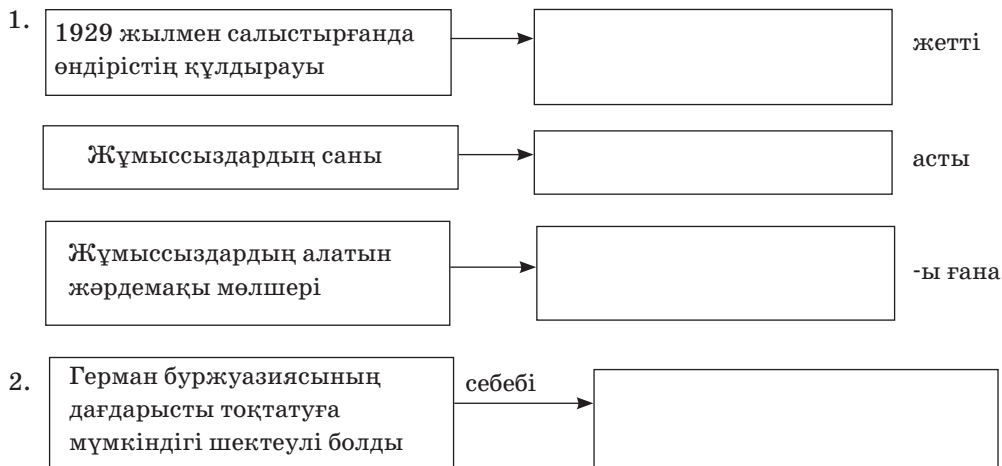 1.
1929 жылмен салыстырғанда
өндірістің құлдырауы
жетті
Жұмыссыздардың саны
асты
Жұмыссыздардың алатын
жәрдемақы мөлшері
-ы ғана
2.
Герман буржуазиясының
дағдарысты тоқтатуға
мүмкіндігі шектеулі болды
себебі